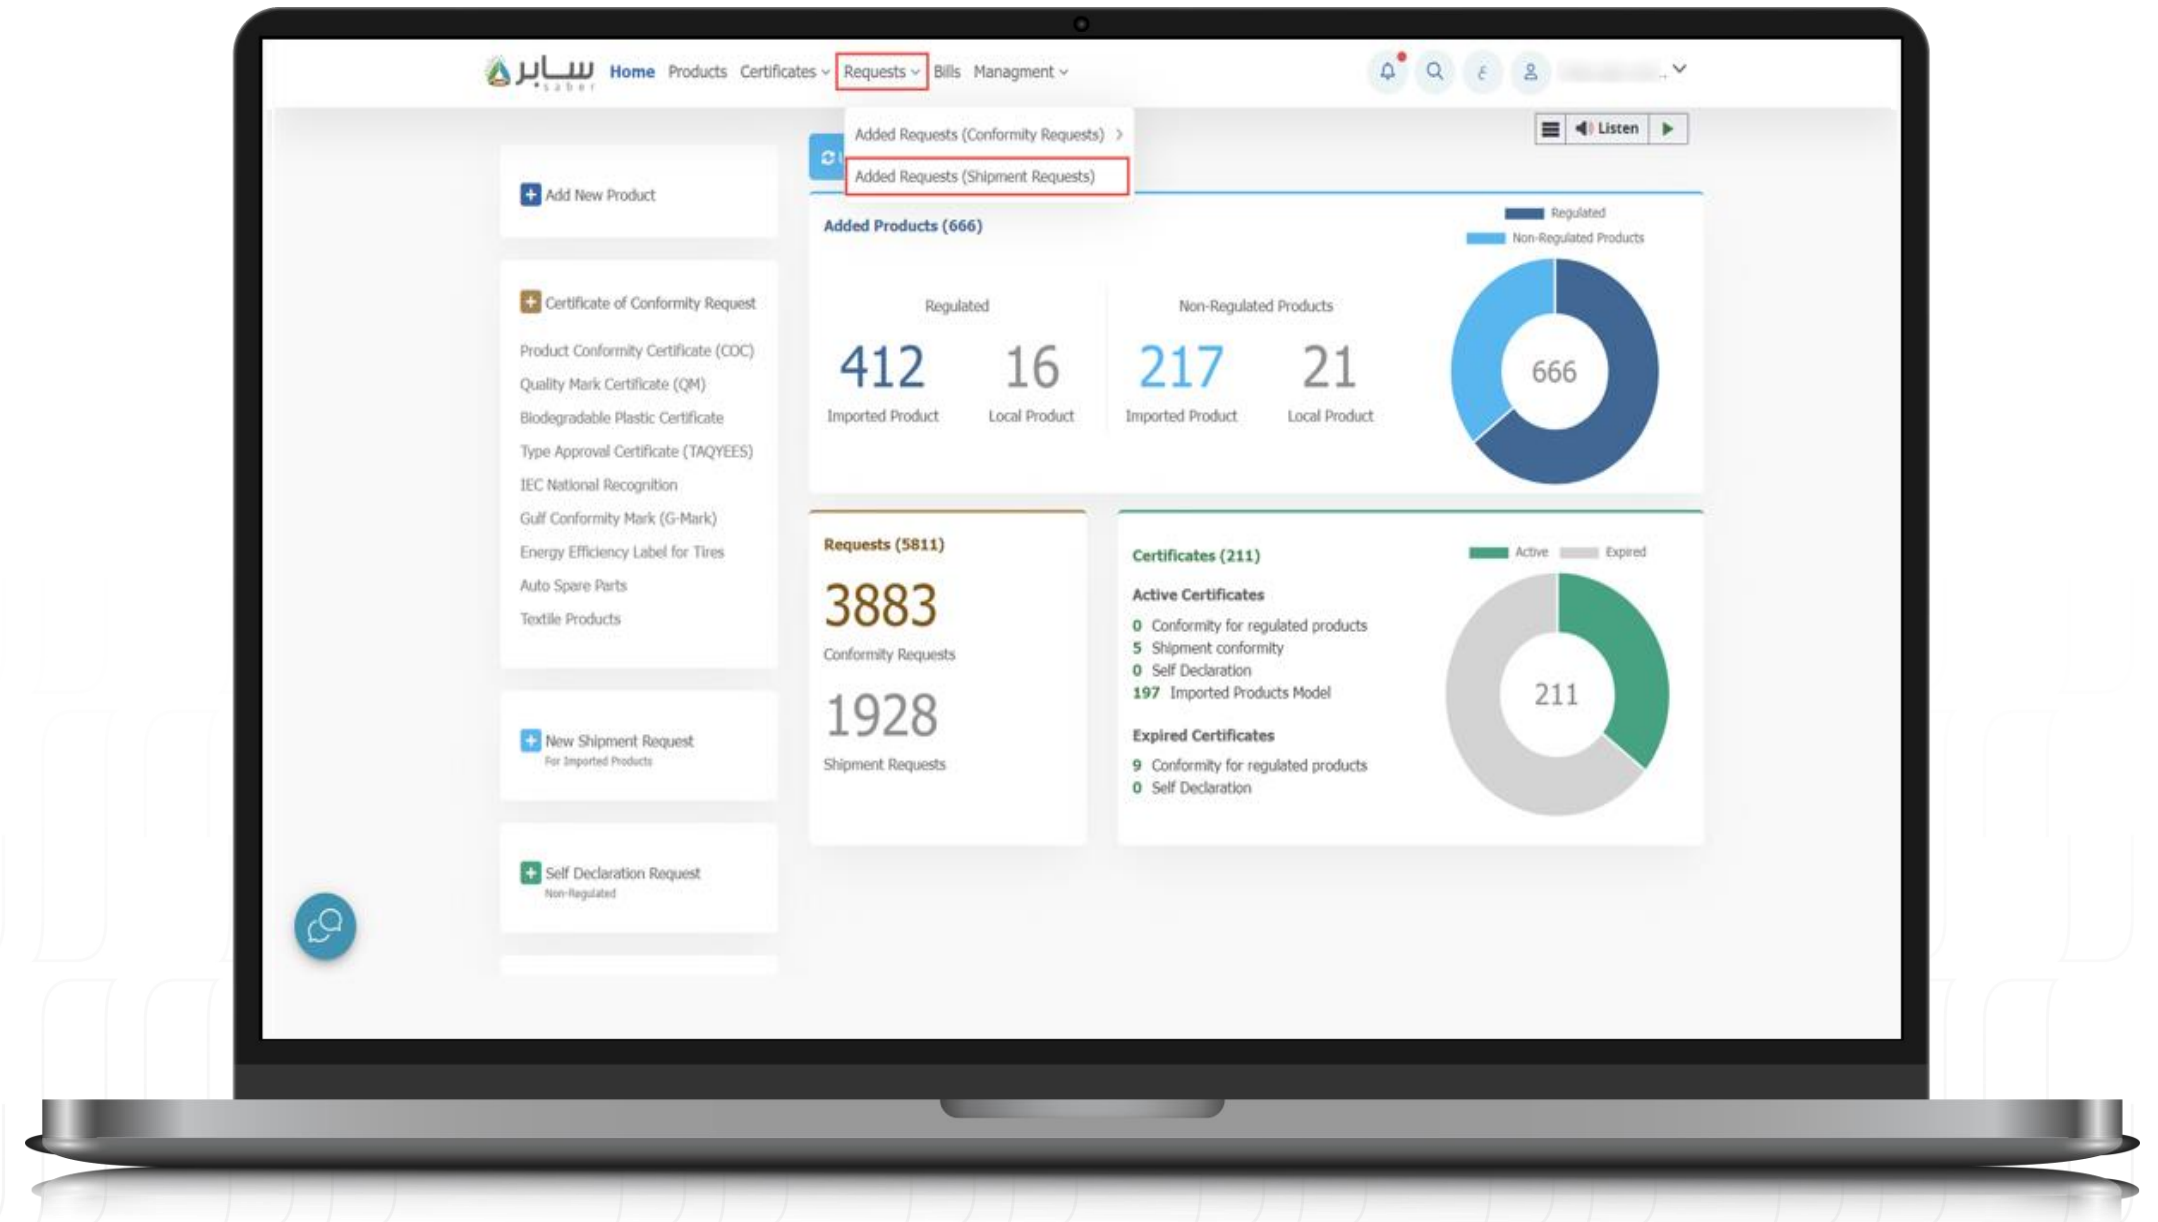 سابر
saber
Home Products Certificates Requests Bills Managment
ع
Added Requests (Conformity Requests)
Added Requests (Shipment Requests)
Listen
Add New Product
Certificate of Conformity Request
Product Conformity Certificate (COC)
Quality Mark Certificate (QM)
Biodegradable Plastic Certificate
Type Approval Certificate (TAQYEES)
IEC National Recognition
Gulf Conformity Mark (G-Mark)
Energy Efficiency Label for Tires
Auto Spare Parts
Textile Products
New Shipment Request
For Imported Products
Self Declaration Request
Non-Regulated
Added Products (666)
Regulated
412
Imported Product
16
Local Product
Non-Regulated Products
217
Imported Product
21
Local Product
Regulated
Non-Regulated Products
666
Requests (5811)
3883
Conformity Requests
1928
Shipment Requests
Certificates (211)
Active Certificates
0 Conformity for regulated products
5 Shipment conformity
0 Self Declaration
197 Imported Products Model
Expired Certificates
9 Conformity for regulated products
0 Self Declaration
Active Expired
211